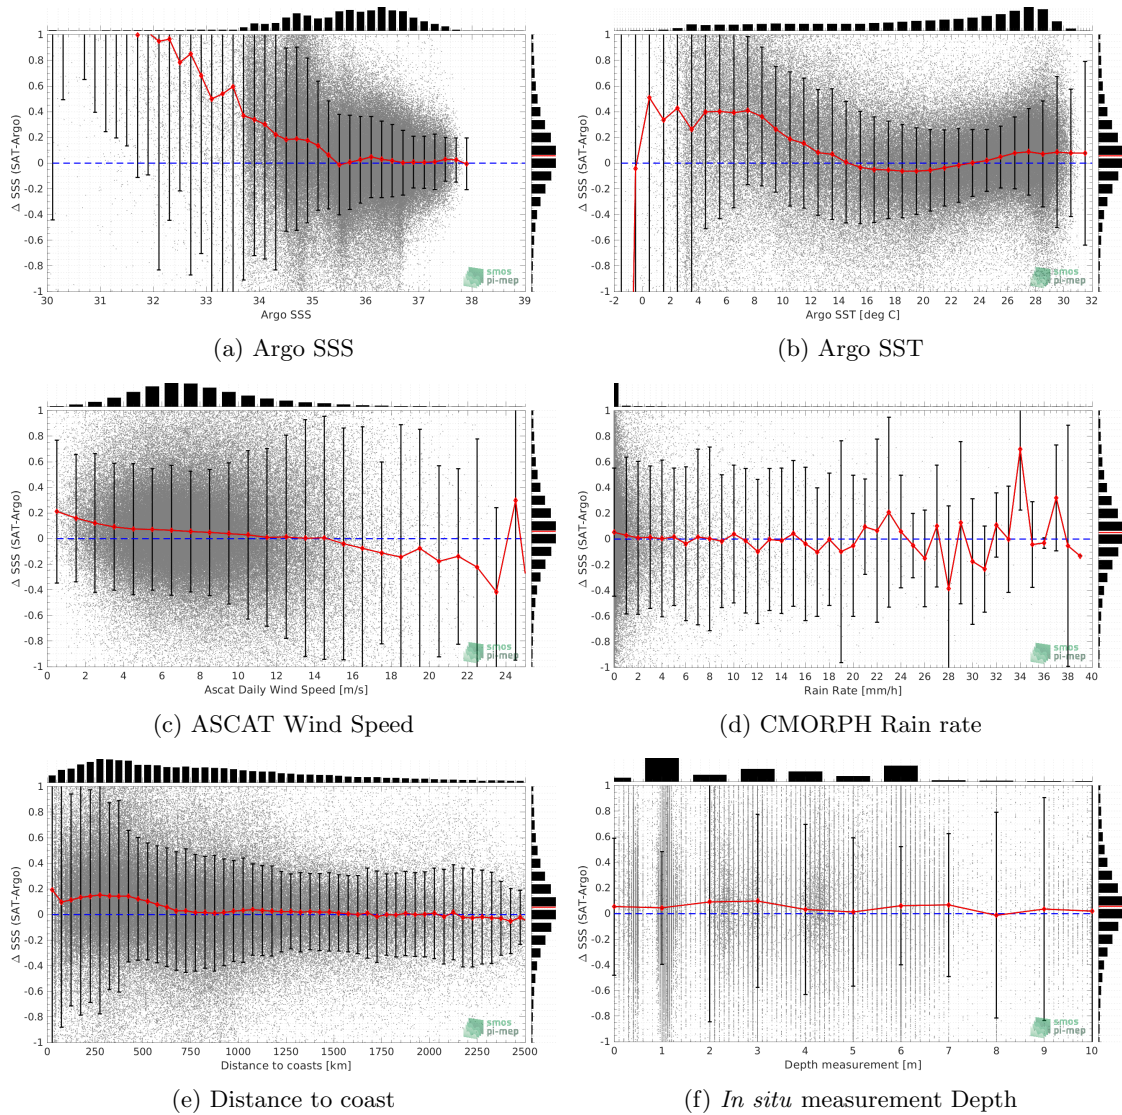 1
0.8
0.6
0.4
0.2
0
-0.2
-0.4
-0.6
-0.8
-1
Δ SSS (SAT-Argo)
30 31 32 33 34 35 36 37 38 39
Argo SSS
smos
pi-mep
(a) Argo SSS
1
0.8
0.6
0.4
0.2
0
-0.2
-0.4
-0.6
-0.8
-1
Δ SSS (SAT-Argo)
-2 0 2 4 6 8 10 12 14 16 18 20 22 24 26 28 30 32
Argo SST [deg C]
smos
pi-mep
(b) Argo SST
1
0.8
0.6
0.4
0.2
0
-0.2
-0.4
-0.6
-0.8
-1
Δ SSS (SAT-Argo)
0 2 4 6 8 10 12 14 16 18 20 22 24
Ascat Daily Wind Speed [m/s]
smos
pi-mep
(c) ASCAT Wind Speed
1
0.8
0.6
0.4
0.2
0
-0.2
-0.4
-0.6
-0.8
-1
Δ SSS (SAT-Argo)
0 2 4 6 8 10 12 14 16 18 20 22 24 26 28 30 32 34 36 38 40
Rain Rate [mm/h]
smos
pi-mep
(d) CMORPH Rain rate
1
0.8
0.6
0.4
0.2
0
-0.2
-0.4
-0.6
-0.8
-1
Δ SSS (SAT-Argo)
0 250 500 750 1000 1250 1500 1750 2000 2250 2500
Distance to coasts [km]
smos
pi-mep
(e) Distance to coast
1
0.8
0.6
0.4
0.2
0
-0.2
-0.4
-0.6
-0.8
-1
Δ SSS (SAT-Argo)
0 1 2 3 4 5 6 7 8 9 10
Depth measurement [m]
smos
pi-mep
(f) In situ measurement Depth